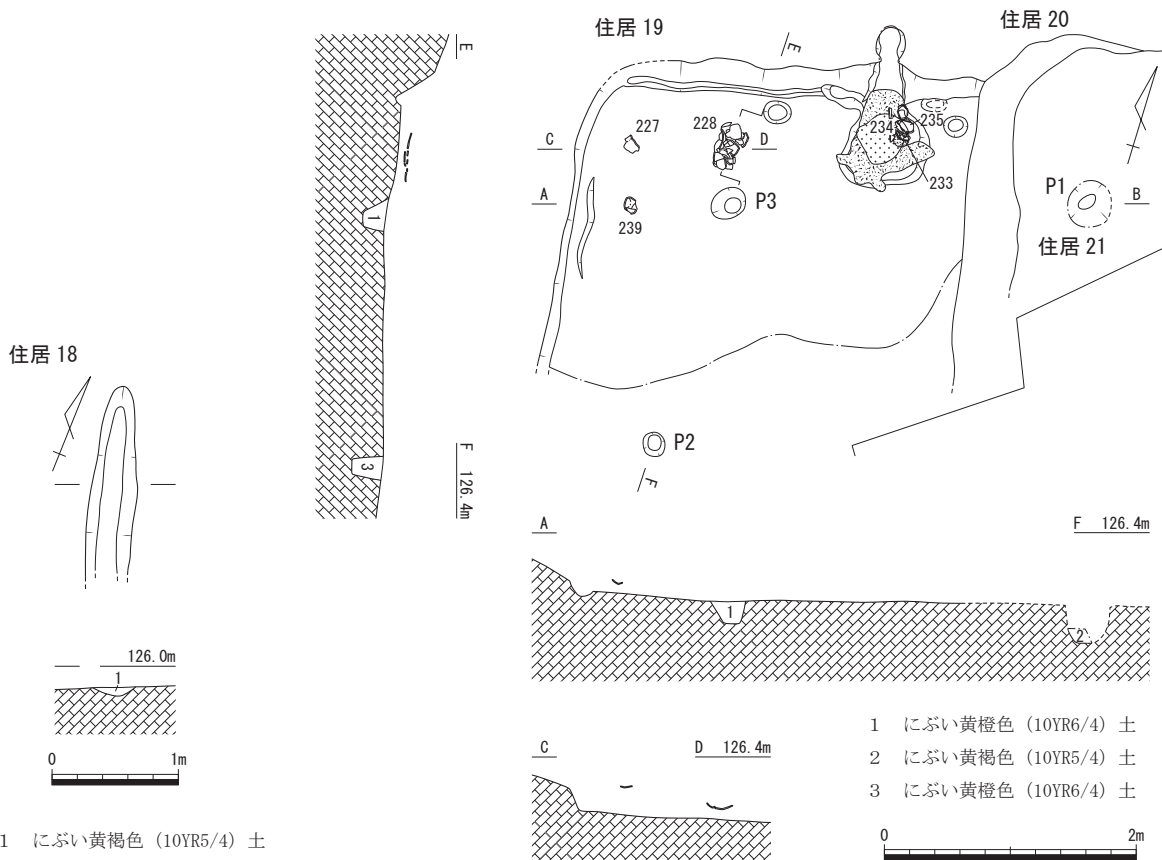 住居 19
住居 20
E
E
227
228
234
235
233
C
D
A
B
239
P3
P1
住居 21
1
3
F 126.4m
P2
F
住居 18
126.0m
1
0 1m
1 にぶい黄褐色 (10YR5/4) 土
A
F 126.4m
1
2
C
D 126.4m
1 にぶい黄橙色 (10YR6/4) 土
2 にぶい黄褐色 (10YR5/4) 土
3 にぶい黄橙色 (10YR6/4) 土
0 2m